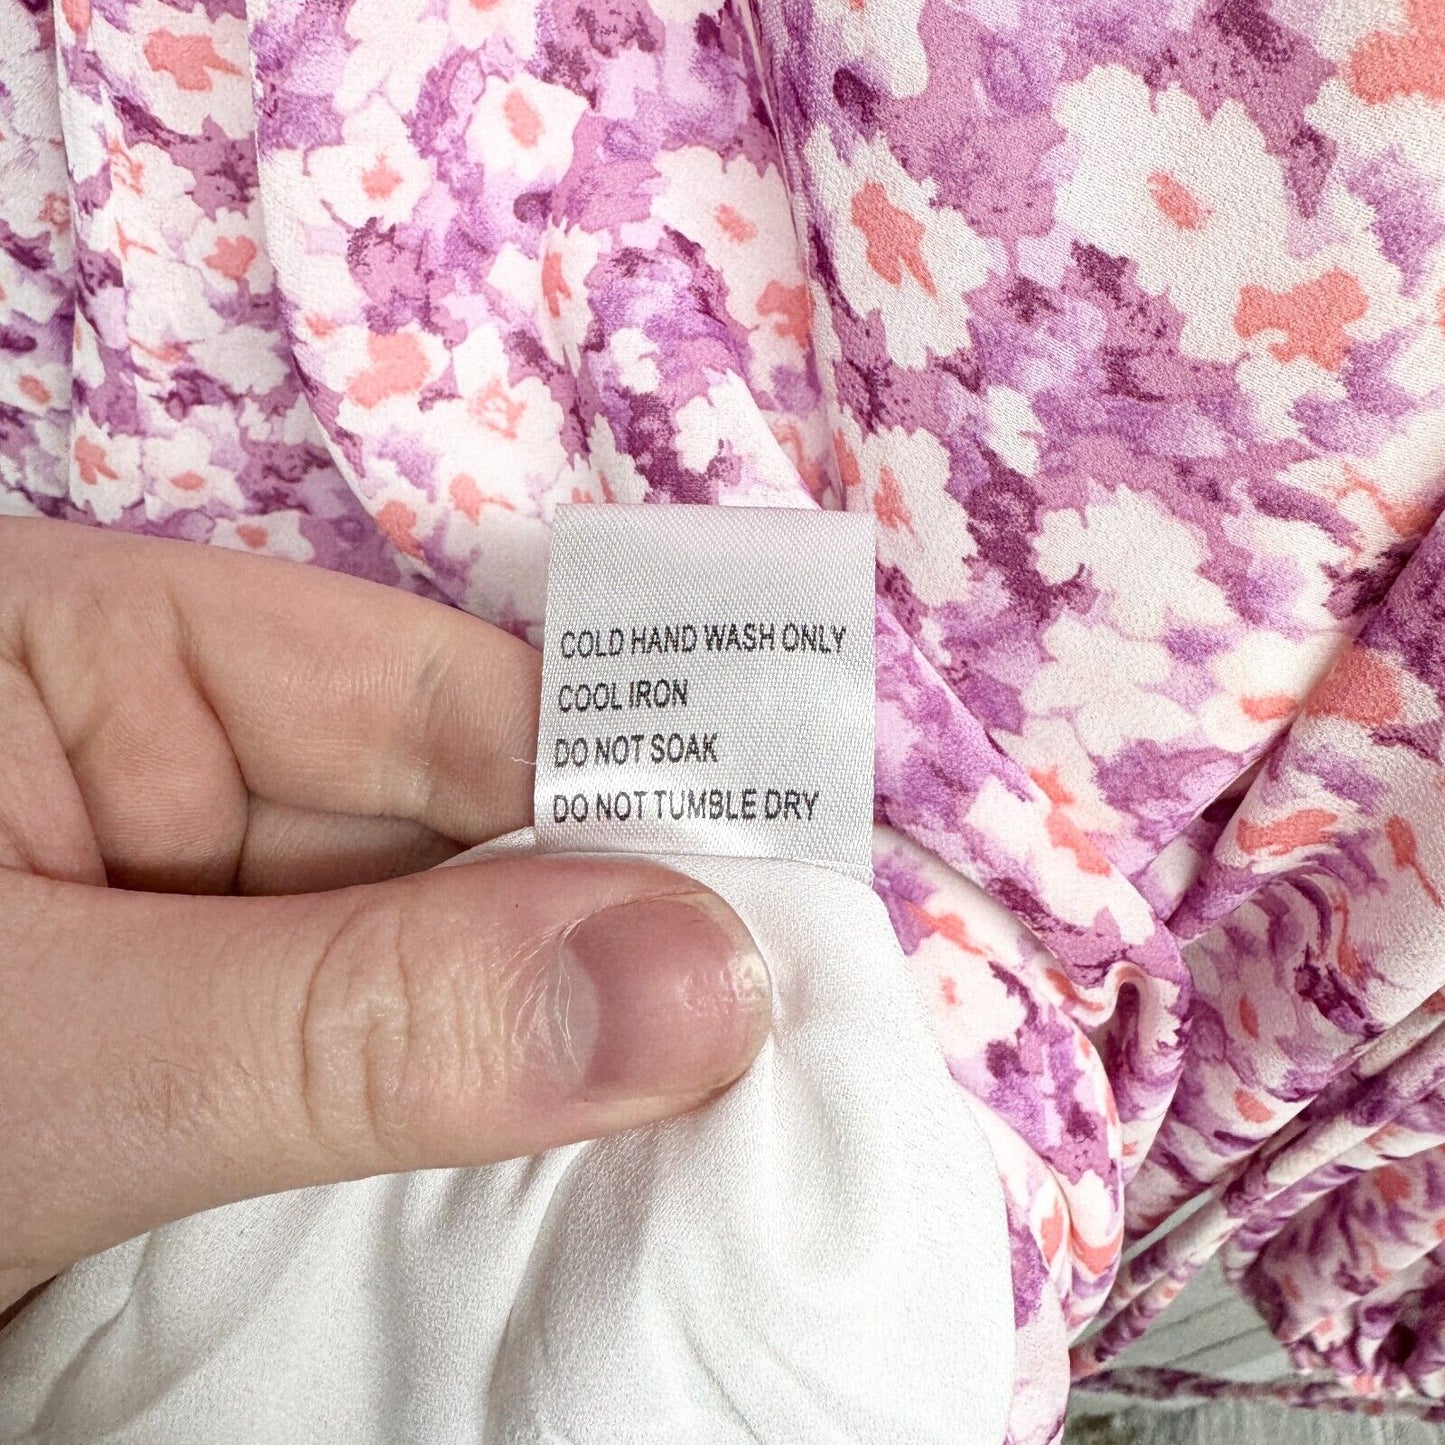 COLD HAND WASH ONLY
COOL IRON
DO NOT SOAK
DO NOT TUMBLE DRY